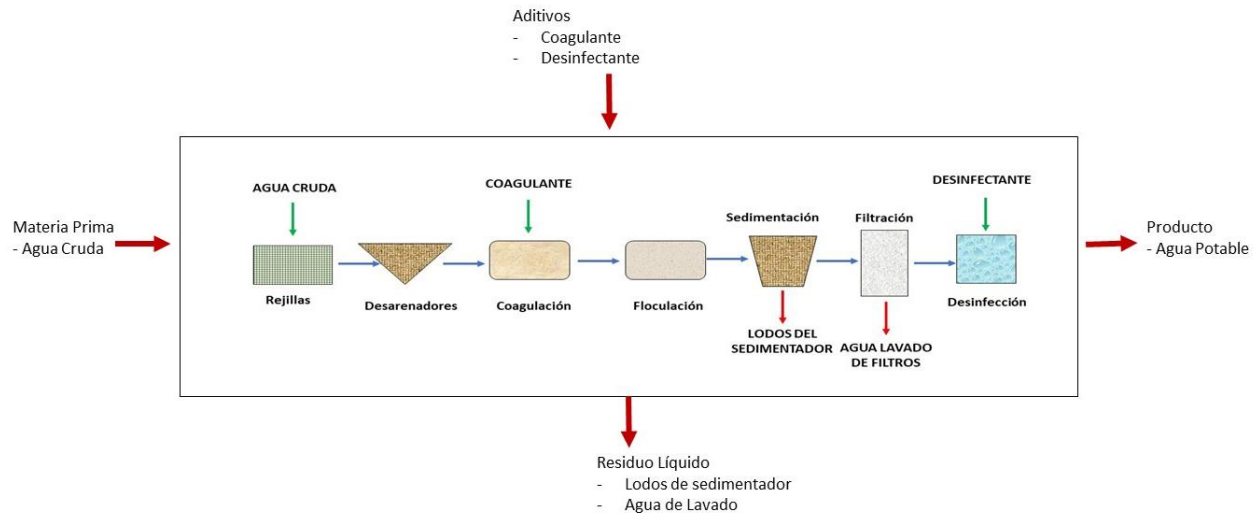 Aditivos
- Coagulante
- Desinfectante
Materia Prima
- Agua Cruda
AGUA CRUDA
COAGULANTE
DESINFECTANTE
Sedimentación
Filtración
Rejillas
Desarenadores
Coagulación
Floculación
Desinfección
LODOS DEL
SEDIMENTADOR
AGUA LAVADO
DE FILTROS
Producto
- Agua Potable
Residuo Líquido
- Lodos de sedimentador
- Agua de Lavado